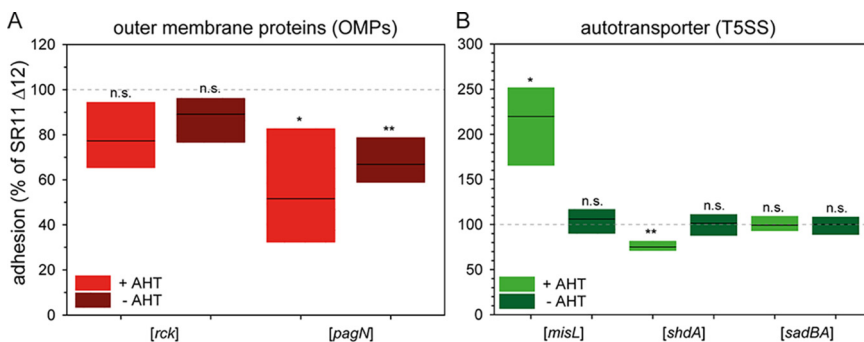 A
outer membrane proteins (OMPs)
adhesion (% of SR11 Δ12)
120
100
80
60
40
20
0
n.s.
n.s.
*
**
+ AHT
- AHT
[rck]
[pagN]
B
autotransporter (T5SS)
300
250
200
150
100
50
0
*
n.s.
**
n.s.
n.s.
n.s.
+ AHT
- AHT
[misL]
[shdA]
[sadBA]